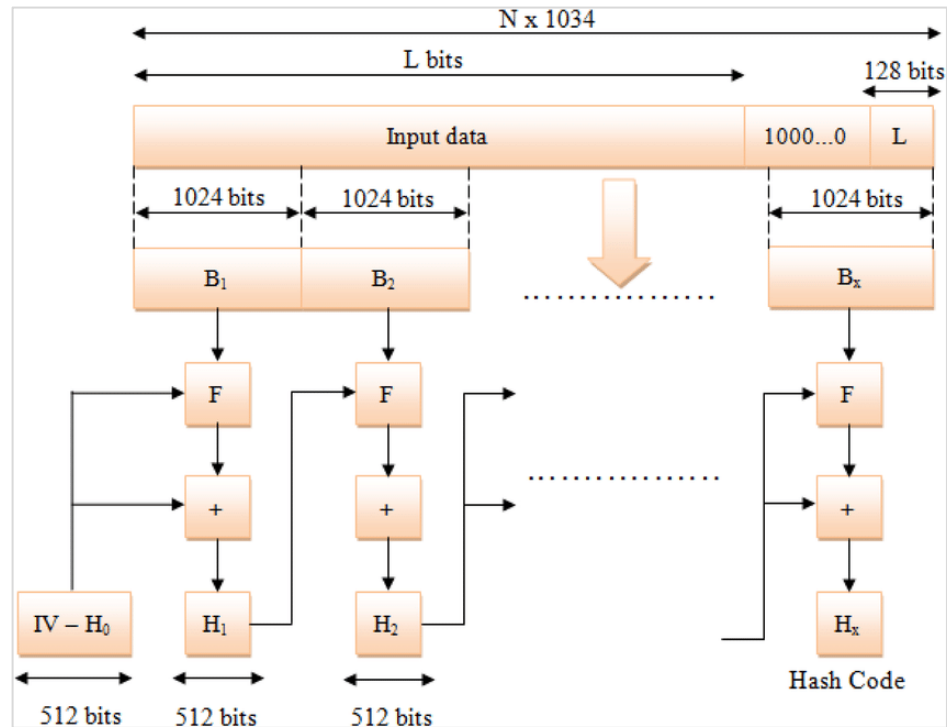 N x 1034
L bits
128 bits
Input data
1000...0
L
1024 bits
1024 bits
1024 bits
B1
B2
Bx
F
F
F
+
+
+
IV – H0
H1
H2
Hx
Hash Code
512 bits
512 bits
512 bits